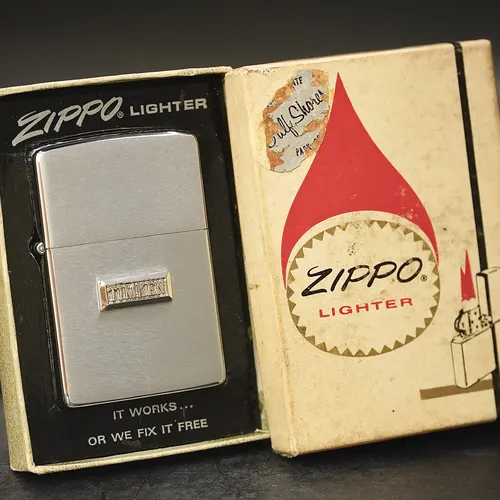 ZIPPO® LIGHTER
IT WORKS...
OR WE FIX IT FREE
Gulf Shores
ZIPPO®
LIGHTER